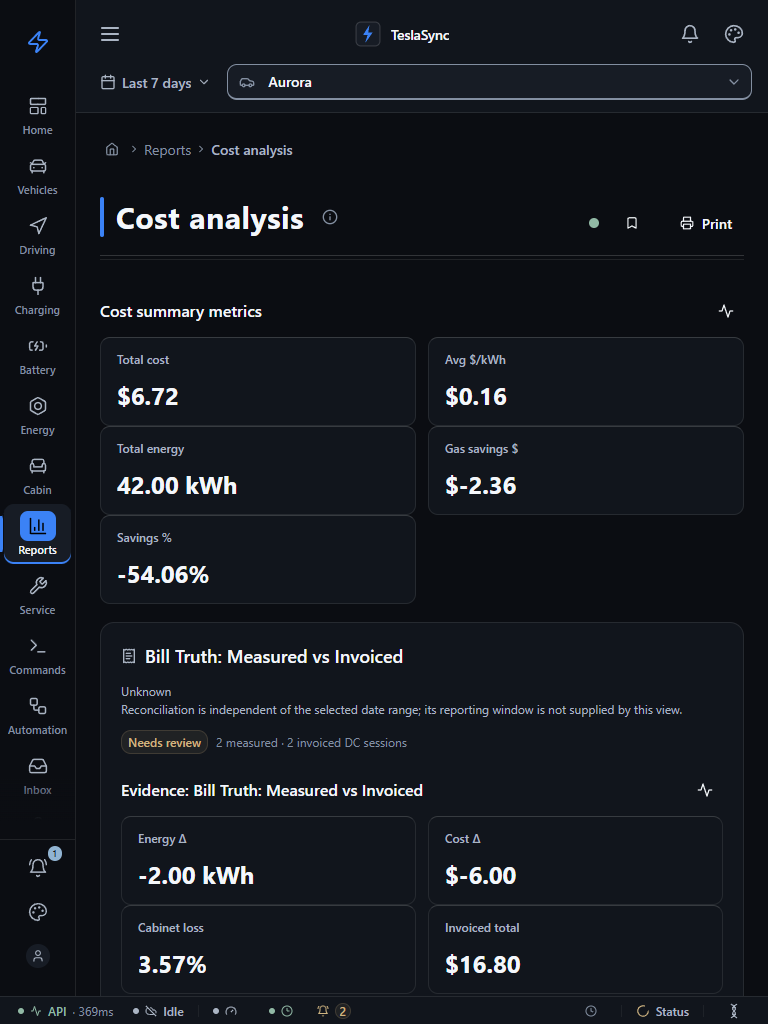 TeslaSync
Last 7 days
Aurora
Home
Vehicles
Driving
Charging
Battery
Energy
Cabin
Reports
Service
Commands
Automation
Inbox
1
Reports
Cost analysis
Cost analysis
Print
Cost summary metrics
Total cost
$6.72
Avg $/kWh
$0.16
Total energy
42.00 kWh
Gas savings $
$-2.36
Savings %
-54.06%
Bill Truth: Measured vs Invoiced
Unknown
Reconciliation is independent of the selected date range; its reporting window is not supplied by this view.
Needs review
2 measured · 2 invoiced DC sessions
Evidence: Bill Truth: Measured vs Invoiced
Energy Δ
-2.00 kWh
Cost Δ
$-6.00
Cabinet loss
3.57%
Invoiced total
$16.80
API · 369ms
Idle
2
Status